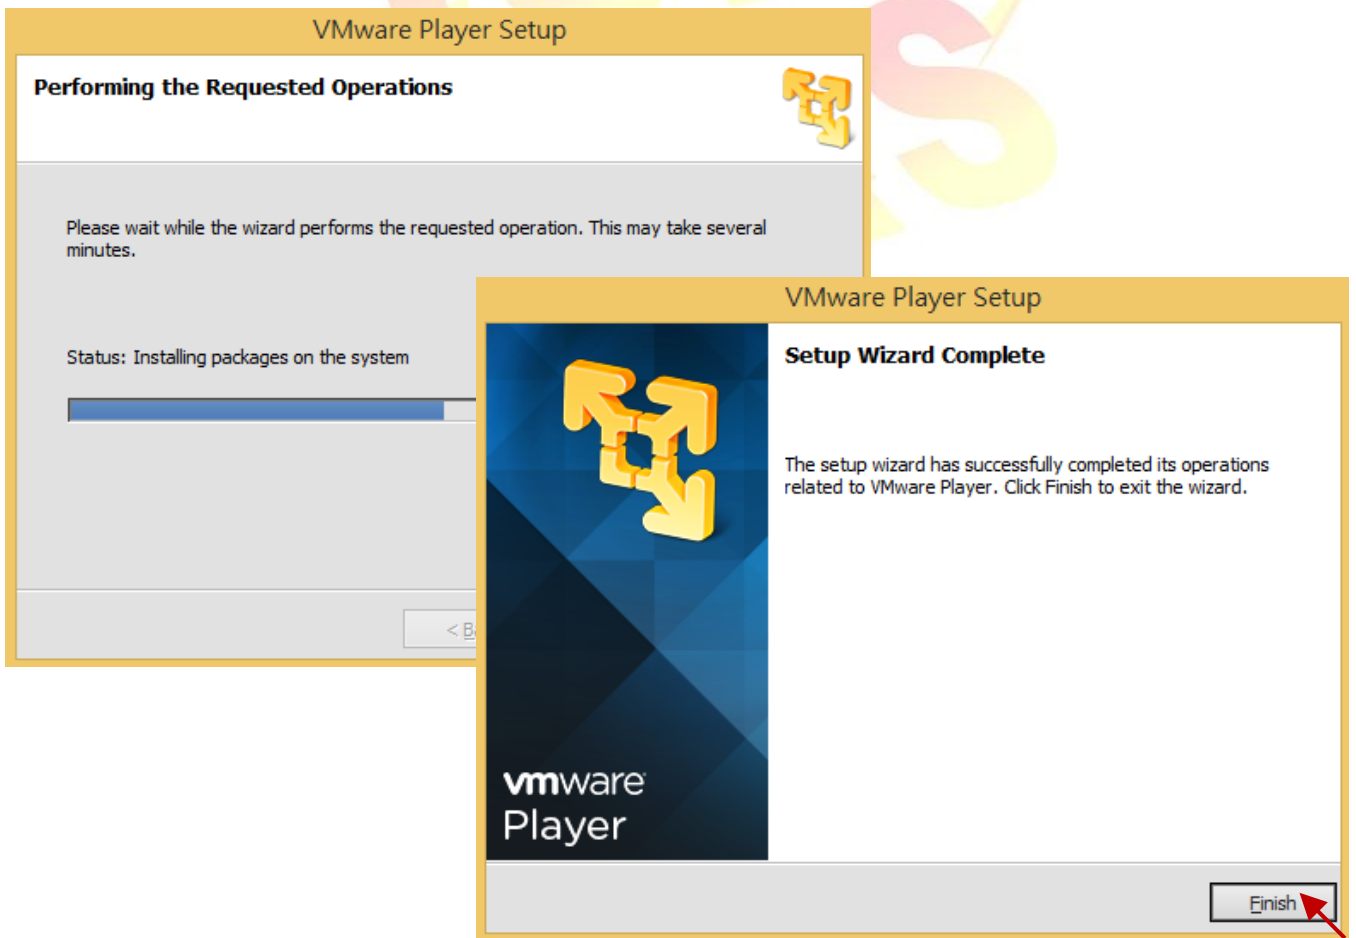 VMware Player Setup
Performing the Requested Operations
Please wait while the wizard performs the requested operation. This may take several
minutes.
Status: Installing packages on the system
< B
VMware Player Setup
Setup Wizard Complete
The setup wizard has successfully completed its operations
related to VMware Player. Click Finish to exit the wizard.
vmware
Player
Finish